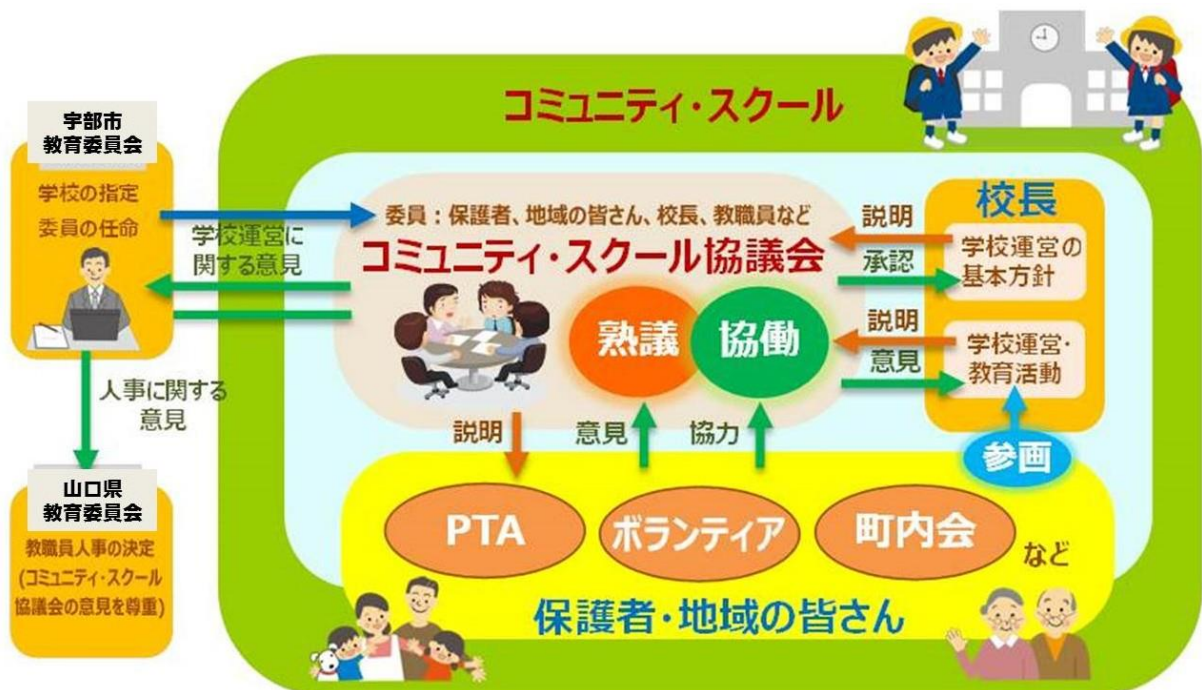 コミュニティ・スクール
宇部市
教育委員会
学校の指定
委員の任命
学校運営に
関する意見
人事に関する
意見
山口県
教育委員会
教職員人事の決定
(コミュニティ・スクール
協議会の意見を尊重)
委員：保護者、地域の皆さん、校長、教職員など
コミュニティ・スクール協議会
熟議
協働
説明
承認
説明
意見
校長
学校運営の
基本方針
学校運営・
教育活動
参画
説明
意見
協力
PTA
ボランティア
町内会
など
保護者・地域の皆さん